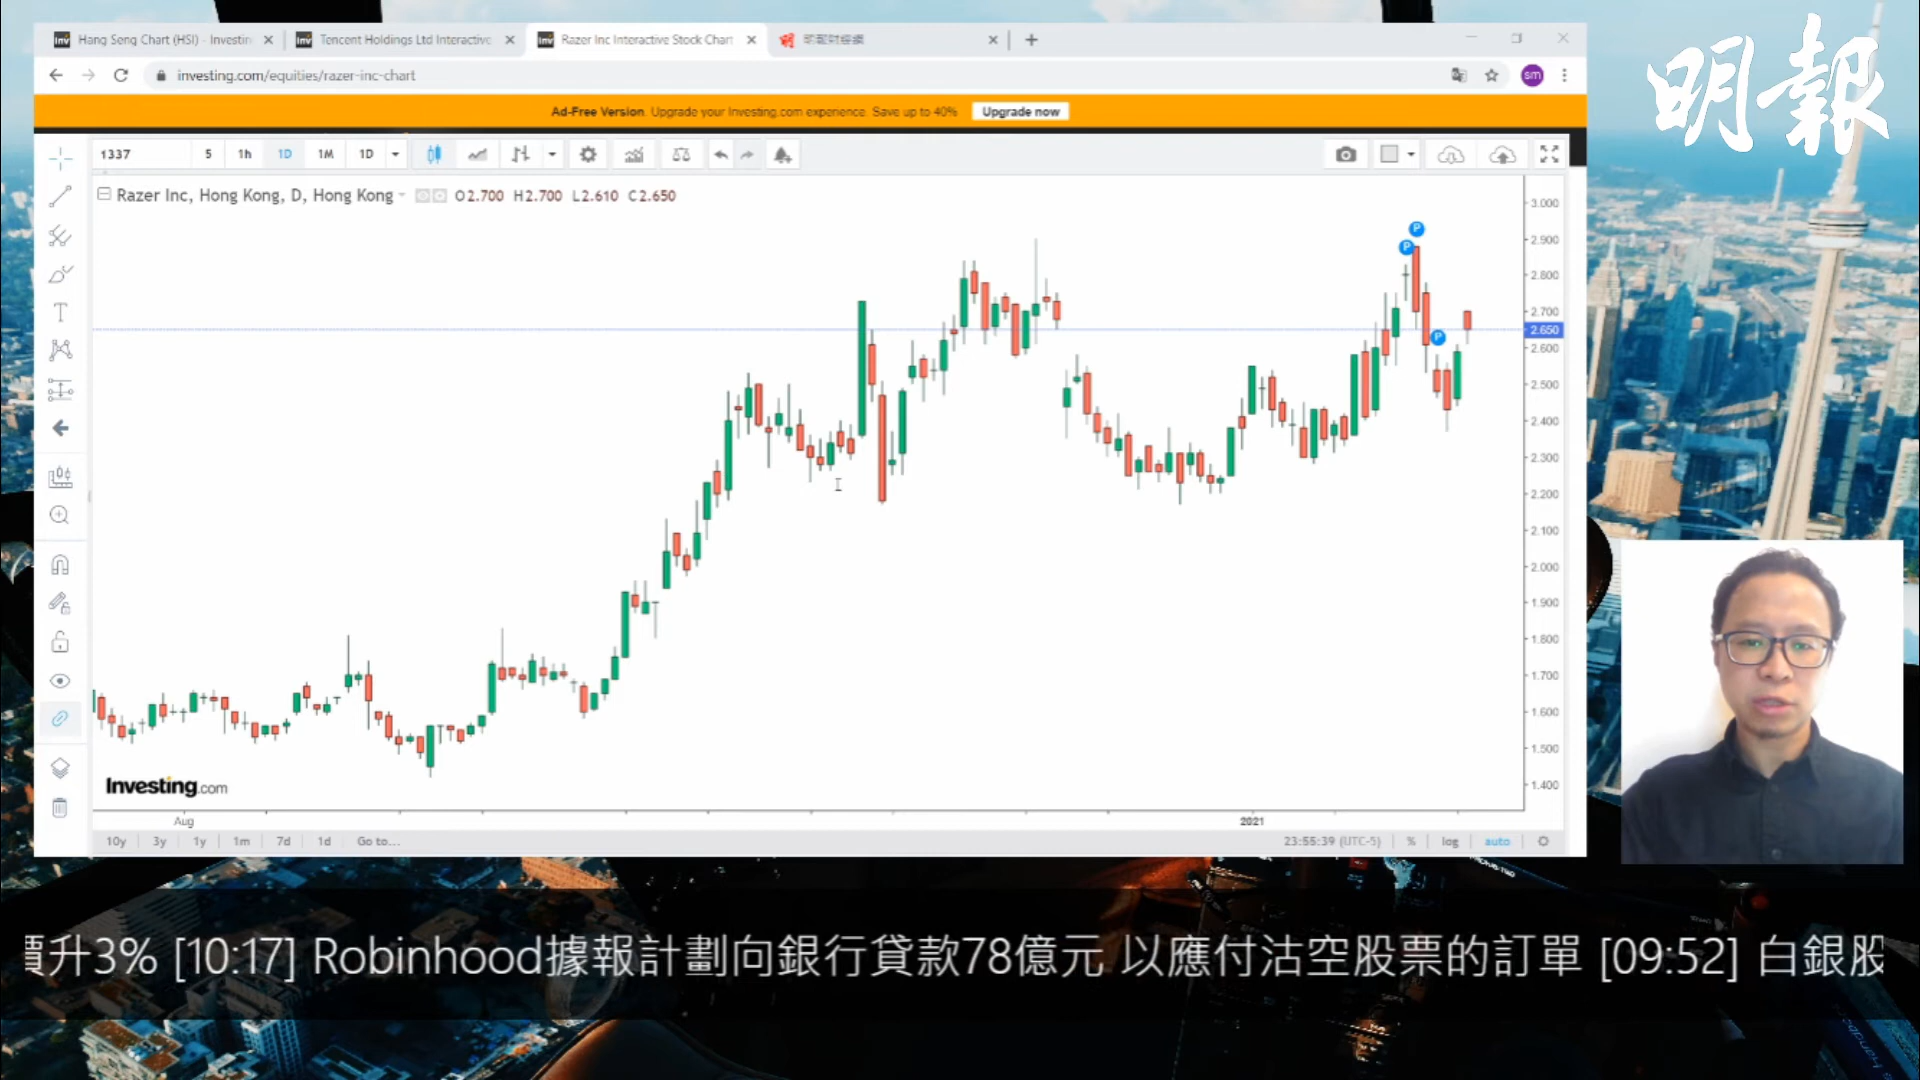 Hang Seng Chart (HSI) - Investin
Tencent Holdings Ltd Interactive
Razer Inc Interactive Stock Chart
明報財經網
明報
investing.com/equities/razer-inc-chart
sm
Ad-Free Version. Upgrade your Investing.com experience. Save up to 40%
Upgrade now
1337 5 1h 1D 1M 1D
Razer Inc, Hong Kong, D, Hong Kong O2.700 H2.700 L2.610 C2.650
3.000
2.900
2.800
2.700
2.650
2.600
2.500
2.400
2.300
2.200
2.100
2.000
1.900
1.800
1.700
1.600
1.500
1.400
P
P
P
Investing.com
Aug 2021
10y 3y 1y 1m 7d 1d Go to... 23:55:39 (UTC-5) % log auto
升3% [10:17] Robinhood據報計劃向銀行貸款78億元 以應付沽空股票的訂單 [09:52] 白銀股